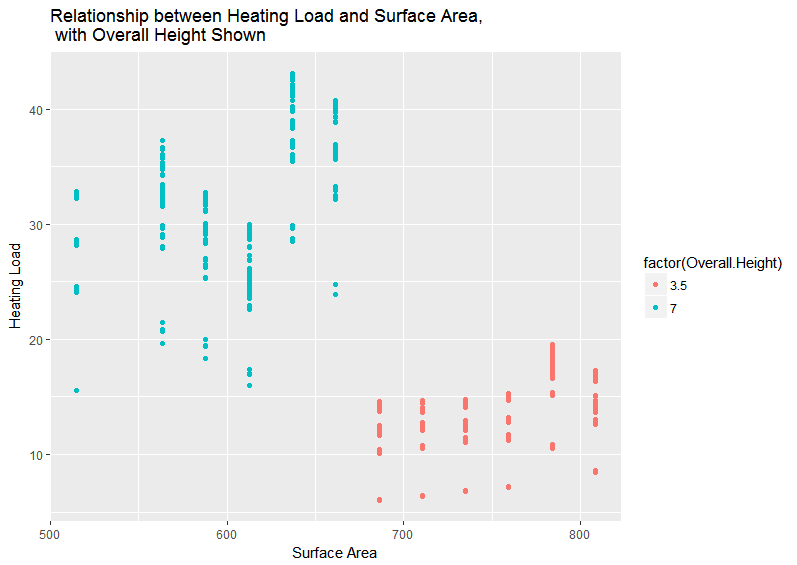 Relationship between Heating Load and Surface Area,
with Overall Height Shown
Heating Load
40
30
20
10
500
600
700
800
Surface Area
factor(Overall.Height)
3.5
7